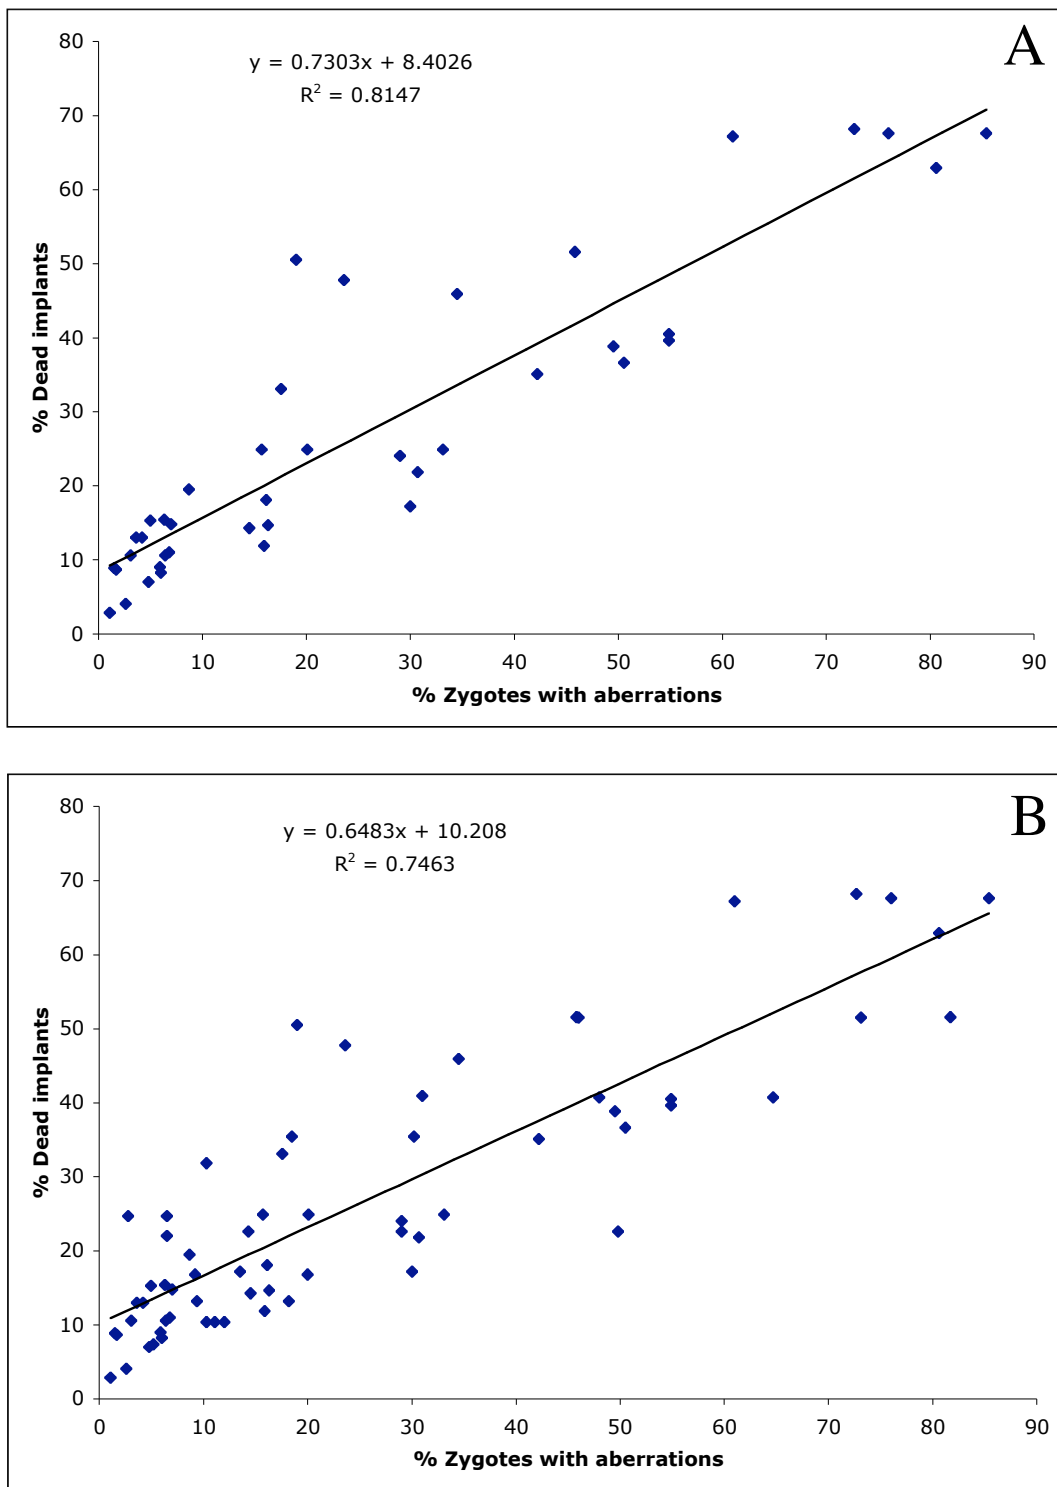 A
y = 0.7303x + 8.4026
R² = 0.8147
80
70
60
50
40
30
20
10
0
% Dead implants
0 10 20 30 40 50 60 70 80 90
% Zygotes with aberrations
B
y = 0.6483x + 10.208
R² = 0.7463
80
70
60
50
40
30
20
10
0
% Dead implants
0 10 20 30 40 50 60 70 80 90
% Zygotes with aberrations